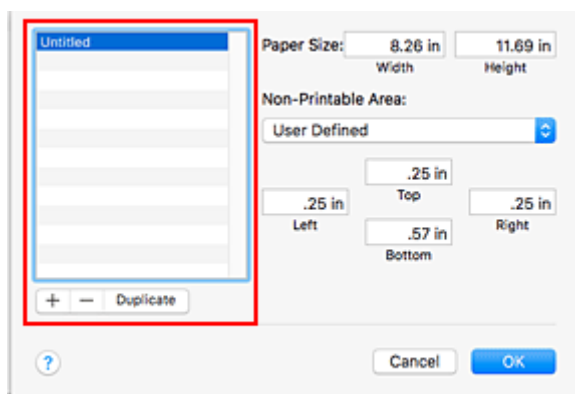 Untitled
Paper Size: 8.26 in 11.69 in
Width Height
Non-Printable Area:
User Defined
.25 in
Top
.25 in .25 in
Left Right
.57 in
Bottom
+ − Duplicate
? Cancel OK